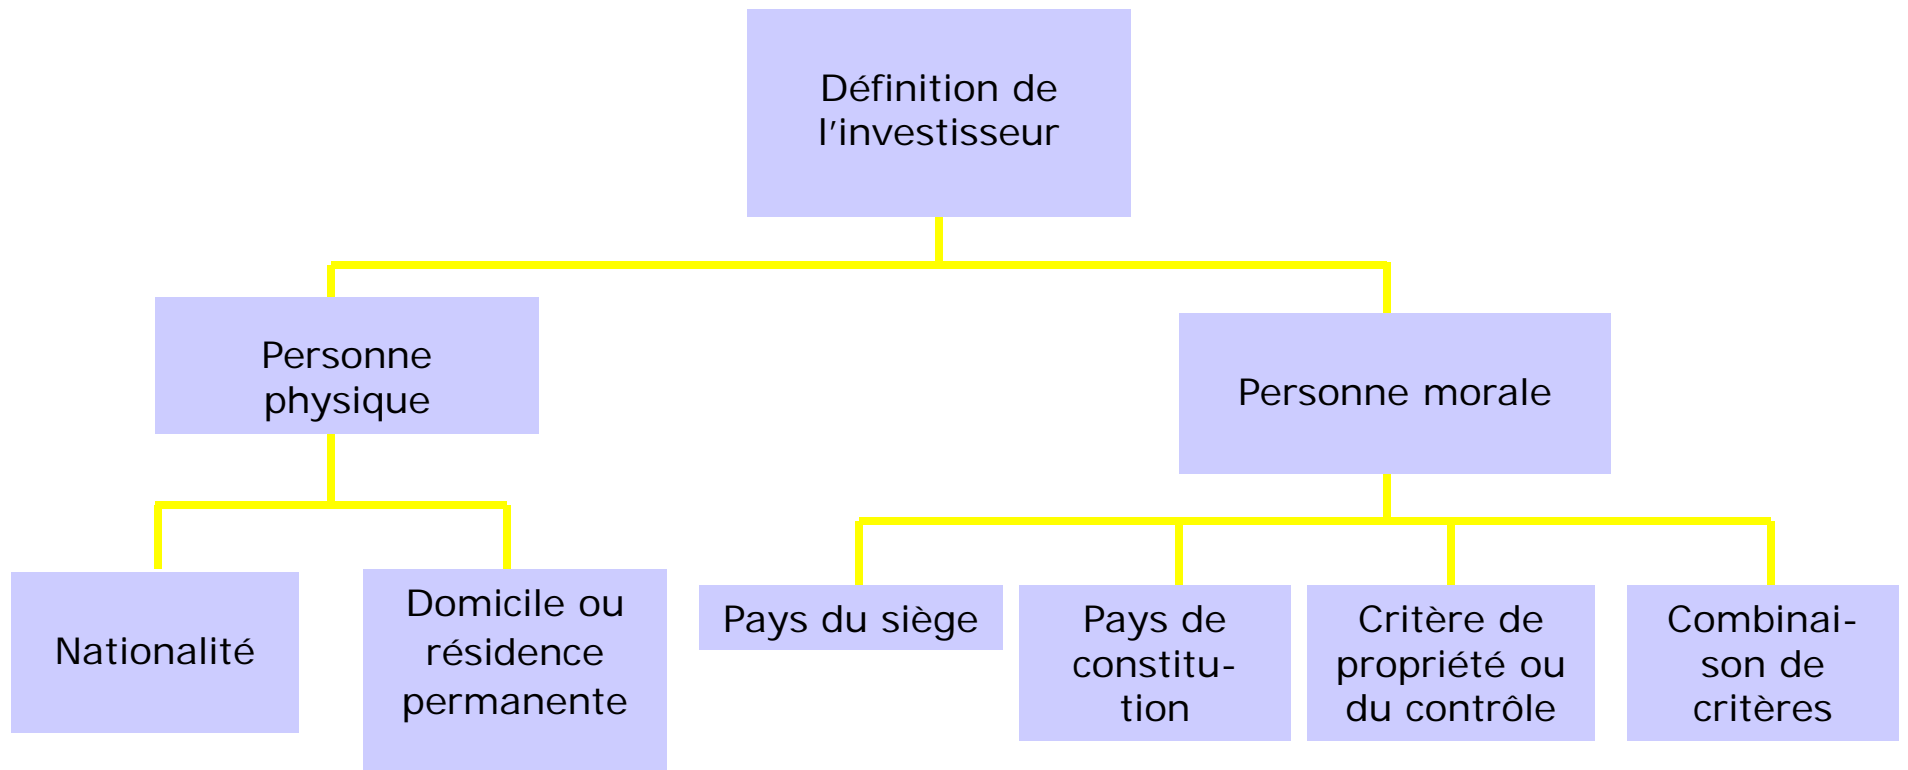 Définition de
l’investisseur
Personne
physique
Personne morale
Nationalité
Domicile ou
résidence
permanente
Pays du siège
Pays de
constitu-
tion
Critère de
propriété ou
du contrôle
Combinai-
son de
critères